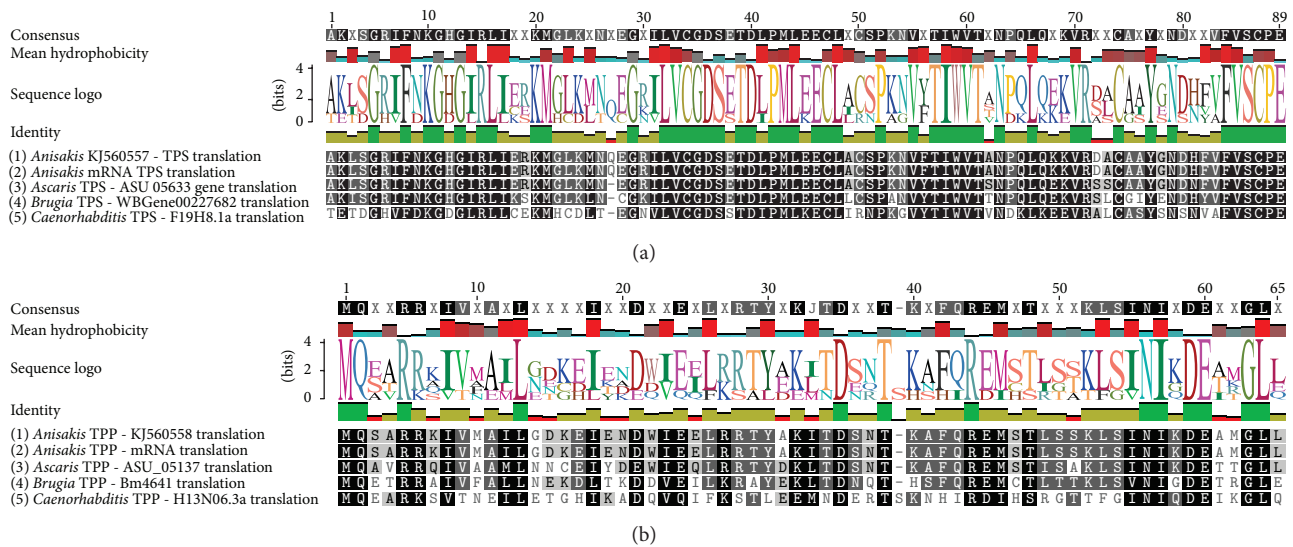 1 10 20 30 40 50 60 70 80 89
Consensus AKXSGRIFNKGHGIRLIXXKMGLKXNXEGXILVCGDSETDLPMLEECLXCSPKNVXTIWVTXNPQLQXKVRXXCAXYXNDXXVFVSCPE
Mean hydrophobicity
4
Sequence logo (bits) 2
0
Identity
(1) Anisakis KJ560557 - TPS translation AKLSGRIFNKGHGIRLIERKMGLKMNQEGRILVCGDSETDLPMLEECLACSPKNVFTIWVTANPQLQKKVRDACAAYGNDHFVFVSCPE
(2) Anisakis mRNA TPS translation AKLSGRIFNKGHGIRLIERKMGLKMNQEGRILVCGDSETDLPMLEECLACSPKNVFTIWVTANPQLQKKVRDACAAYGNDHFVFVSCPE
(3) Ascaris TPS - ASU 05633 gene translation AKLSGRIFNKGHGIRLIERKMGLKMN-EGRILVCGDSETDLPMLEECLACSPKNVYTIWVTSNPQLQEKVRSSCAAYGNDNFVFVSCPE
(4) Brugia TPS - WBGene00227682 translation AKISGRIFNKGHGIRLIKSKMGLKLN-CGKILVCGDSETDLPMLEECLLCSPANVYTIWVTTNPQLQEKVRSLCGIYENDHYVFVSCPE
(5) Caenorhabditis TPS - F19H8.1a translation TETDGHVFDKGDGLRLLCEKMHCDLT-EGNVLVCGDSSTDIPMLKECLIRNPKGVYTIWVTVNDKLKEEVRALCASYSNSNVAFVSCPE
(a)
1 10 20 30 40 50 60 65
Consensus MQXXRRXIVXAXLXXXXIXXDXXEXLXRTYXKJTDXXT-KXFQREMXTXXXKLSINIXDEXXGLX
Mean hydrophobicity
4
Sequence logo (bits) 2
0
Identity
(1) Anisakis TPP - KJ560558 translation MQSARRKIVMAILGDKEIENDWIEELRRTYAKITDSNT-KAFQREMSTLSSKLSINIKDEAMGLL
(2) Anisakis TPP - mRNA translation MQSARRKIVMAILGDKEIENDWIEELRRTYAKITDSNT-KAFQREMSTLSSKLSINIKDEAMGLL
(3) Ascaris TPP - ASU_05137 translation MQAVRRQIVAAMLNNCEIYDEWIEQLRRTYDKLTDSNT-KAFQREMSTISAKLSINIKDETTGLL
(4) Brugia TPP - Bm4641 translation MQETRRAIVFALLNEKDLTKDDVEILKRAYEKLTDNQT-HSFQREMCTLTTKLSVNIGDETRGLE
(5) Caenorhabditis TPP - H13N06.3a translation MQEARKSVTNEILETGHIKADQVQIFKSTLEEMNDERTSKNHIRDIHSRGTTFGINIQDEIKGLQ
(b)